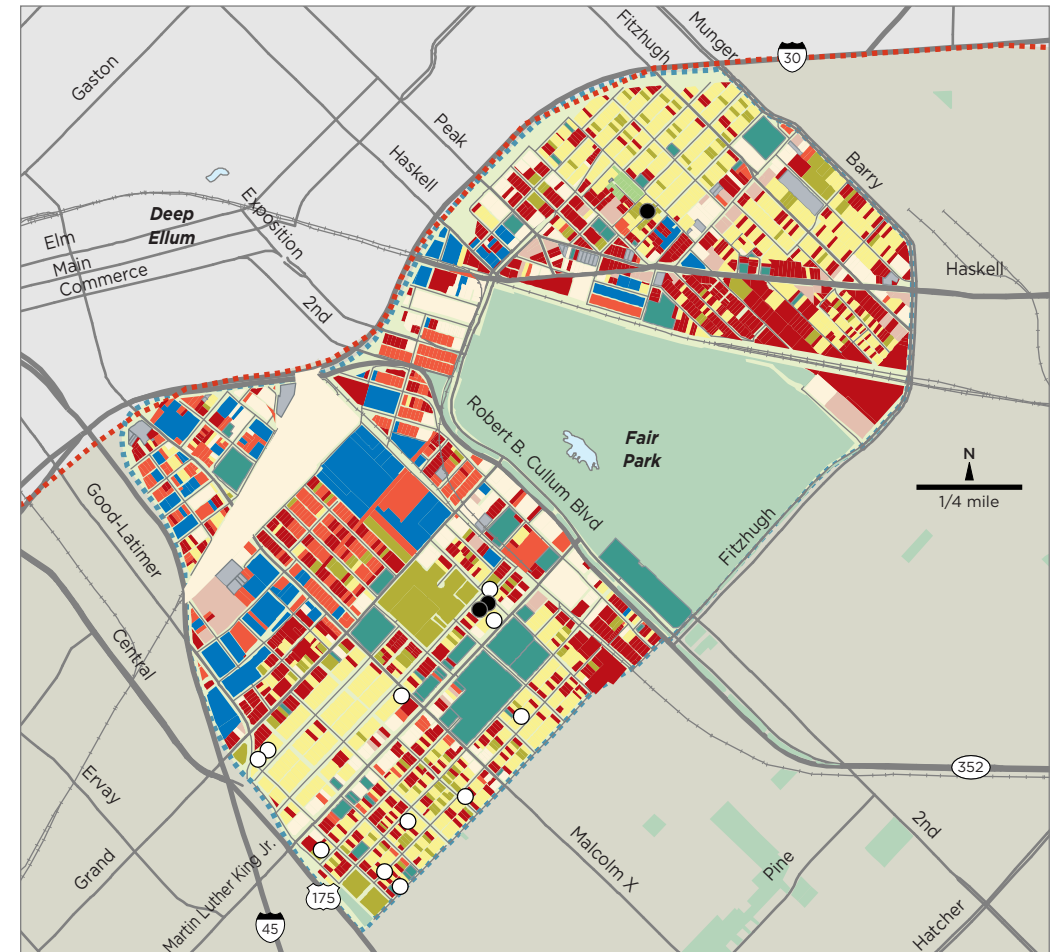 Fitzhugh
Munger
30
Gaston
Peak
Haskell
Barry
Deep
Ellum
Exposition
Elm
Main
Commerce
2nd
Haskell
Robert B. Cullum Blvd
Fair
Park
N
1/4 mile
Good-Latimer
Fitzhugh
Central
352
Ervay
2nd
Malcolm X
Pine
Grand
Martin Luther King Jr.
175
45
Hatcher